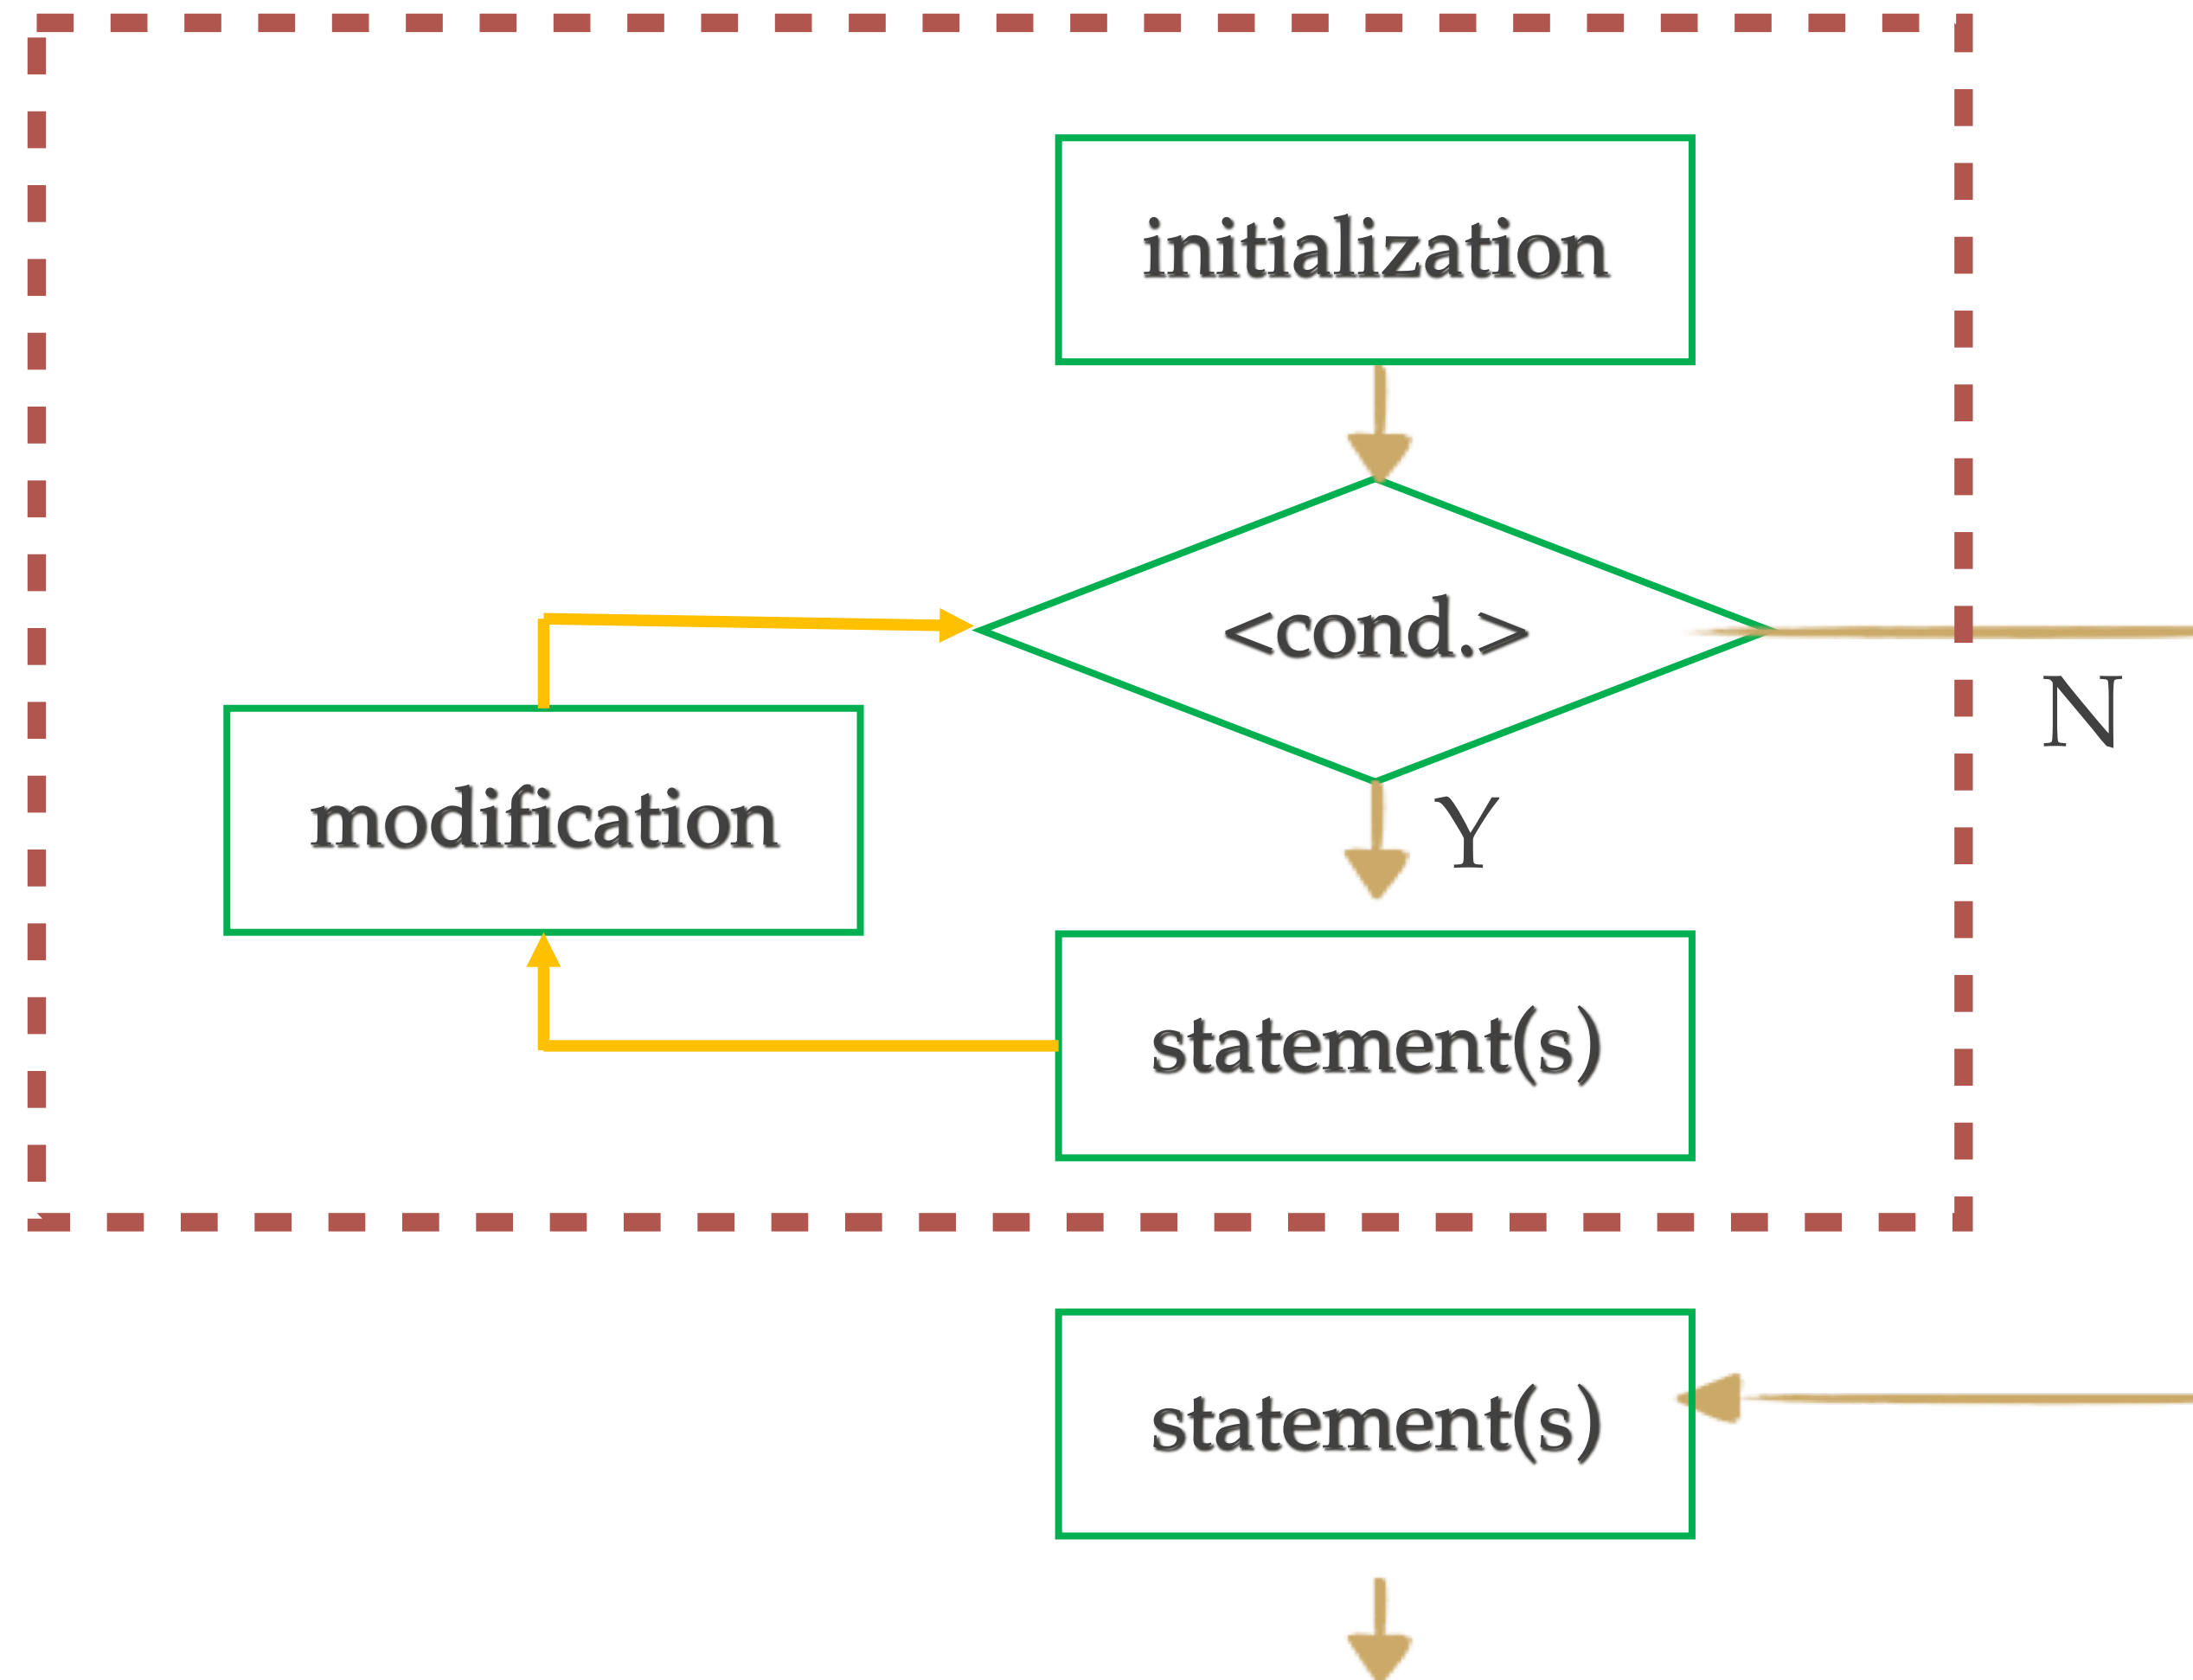 initialization
<cond.>
N
modification
Y
statement(s)
statement(s)